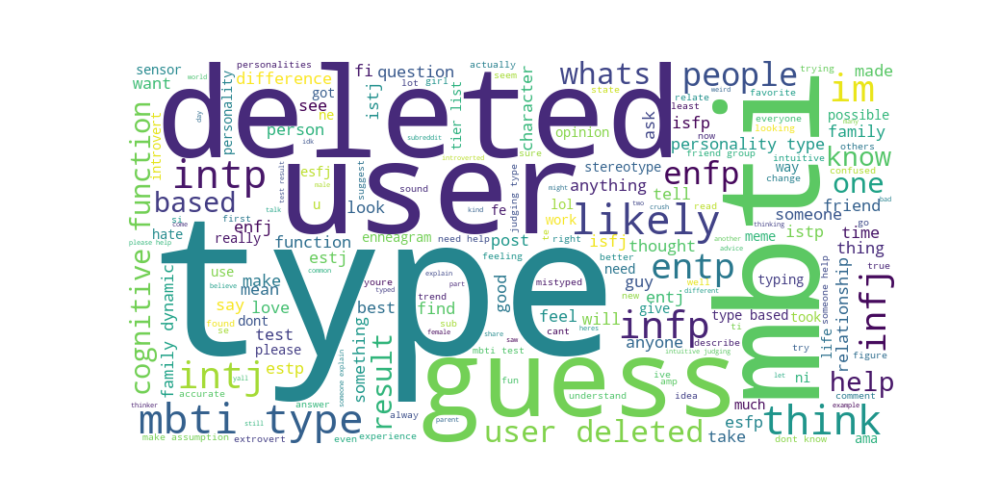 sensor
want
personalities
difference
fi
question
lot
girl
actually
seem
whats
people
trying
made
im
world
got
see
ne
istj
tier list
character
opinion
state
ask
least
isfp
now
weird
relate
favorite
everyone
looking
possible
family
many
deleted
mbti
cognitive function
introvert
personality
person
day
idk
subreddit
introverted
sure
personality type
friend group
intuitive
others
confused
know
intp
user
test result
esfj
male
suggest
sound
kind
judging type
stereotype
anything
might
tell
enfp
two
crush
read
way
change
bad
one
based
look
lol
work
likely
someone
friend
si
come
first
enfj
talk
u
fe
re
isfj
thought
another
advice
thinking
meme
istp
go
time
thing
please help
hate
really
function
enneagram
need help
post
right
type
estj
feeling
better
need
guy
entp
well
different
typing
life
someone help
relationship
true
infj
family dynamic
use
make
mean
believe
common
youre
typed
explain
part
mistyped
good
new
entj
give
say
love
best
trend
find
feel
will
infp
type based
took
found
se
dont
test
please
something
sub
female
share
saw
cant
heres
anyone
describe
ti
try
figure
intj
estp
someone explain
result
mbti test
guess
ive
amp
intuitive judging
let
ni
help
accurate
yall
fun
understand
idea
much
comment
example
thinker
still
answer
alway
parent
mbti type
user deleted
esfp
think
make assumption
extrovert
even
experience
take
dont know
ama